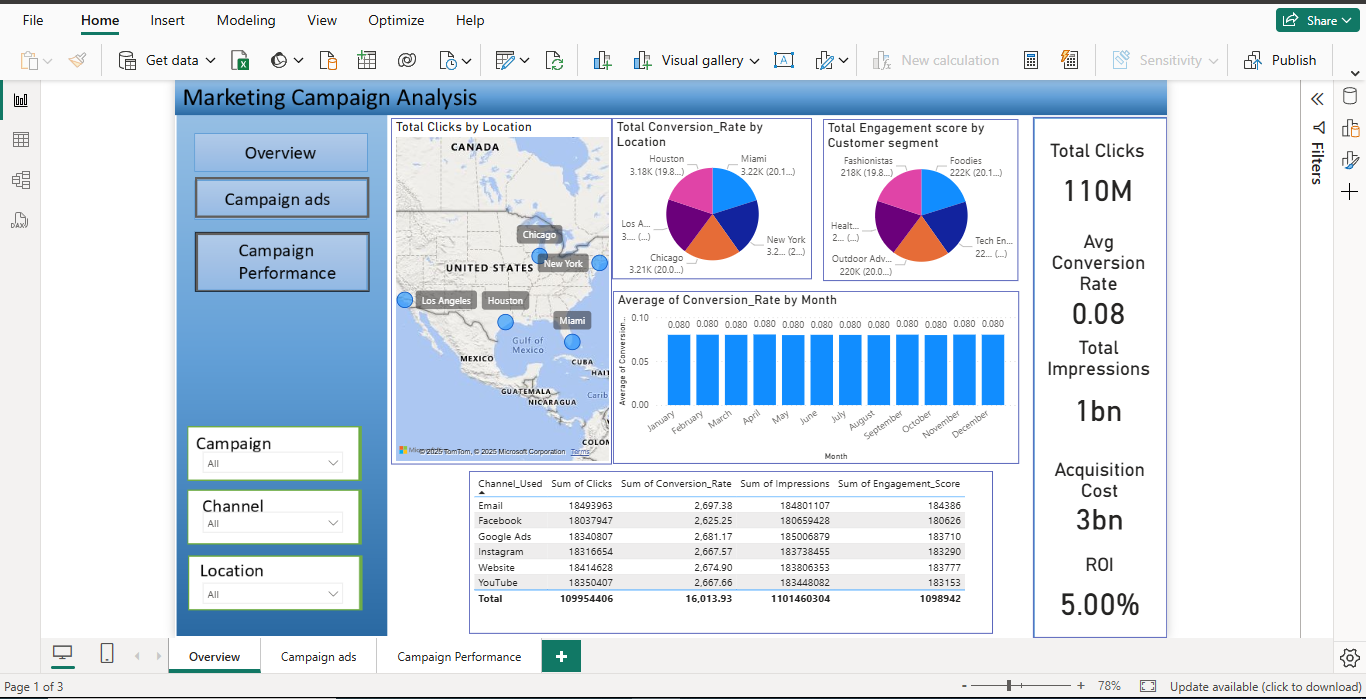 File Home Insert Modeling View Optimize Help Share
Get data Visual gallery New calculation Sensitivity Publish
Marketing Campaign Analysis
Overview
Campaign ads
Campaign
Performance
Campaign
All
Channel
All
Location
All
Total Clicks by Location
CANADA
Chicago
New York
UNITED STATES
Los Angeles
Houston
Miami
Gulf of
Mexico
MEXICO
CUBA
HAIT
GUATEMALA
NICARAGUA
Carib
COLOM
© 2025 TomTom, © 2025 Microsoft Corporation Terms
Total Conversion_Rate by
Location
Houston
3.18K (19.8...)
Miami
3.22K (20.1...)
Los A...
3.... (...)
New York
3.2... (2...)
Chicago
3.21K (20.0...)
Total Engagement score by
Customer segment
Fashionistas
218K (19.8...)
Foodies
222K (20.1...)
Healt...
2... (...)
Tech En...
22... (...)
Outdoor Adv...
220K (20.0...)
Average of Conversion_Rate by Month
Average of Conversion...
0.10
0.05
0.00
0.080 0.080 0.080 0.080 0.080 0.080 0.080 0.080 0.080 0.080 0.080 0.080
January February March April May June July August September October November December
Month
Channel_Used Sum of Clicks Sum of Conversion_Rate Sum of Impressions Sum of Engagement_Score
Email 18493963 2,697.38 184801107 184386
Facebook 18037947 2,625.25 180659428 180626
Google Ads 18340807 2,681.17 185006879 183710
Instagram 18316654 2,667.57 183738455 183290
Website 18414628 2,674.90 183806353 183777
YouTube 18350407 2,667.66 183448082 183153
Total 109954406 16,013.93 1101460304 1098942
Total Clicks
110M
Avg
Conversion
Rate
0.08
Total
Impressions
1bn
Acquisition
Cost
3bn
ROI
5.00%
Filters
Overview Campaign ads Campaign Performance
Page 1 of 3
78%
Update available (click to download)